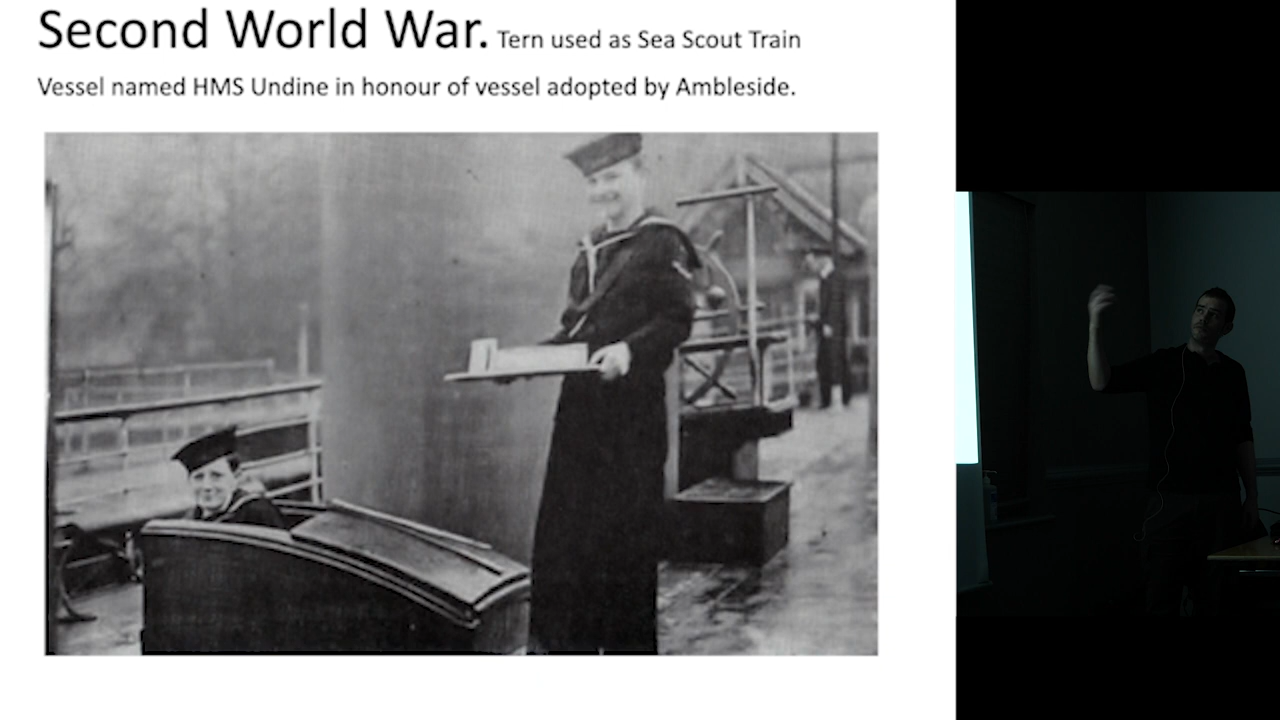 Second World War. Tern used as Sea Scout Train
Vessel named HMS Undine in honour of vessel adopted by Ambleside.